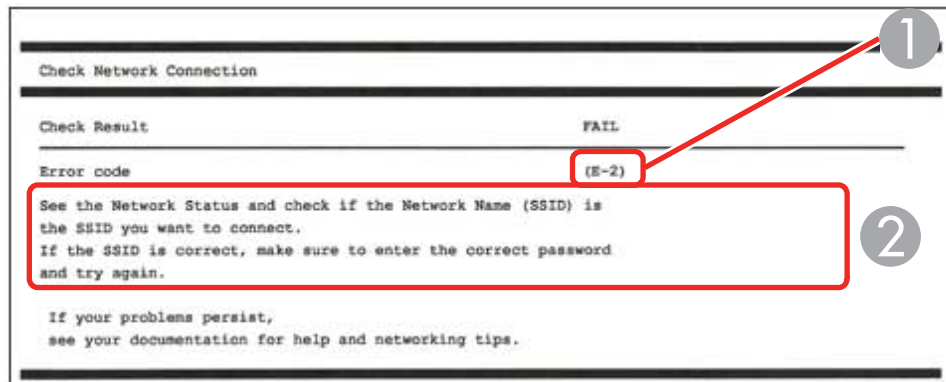 1
Check Network Connection
Check Result FAIL
Error code (E-2)
See the Network Status and check if the Network Name (SSID) is
the SSID you want to connect.
If the SSID is correct, make sure to enter the correct password
and try again.
2
If your problems persist,
see your documentation for help and networking tips.